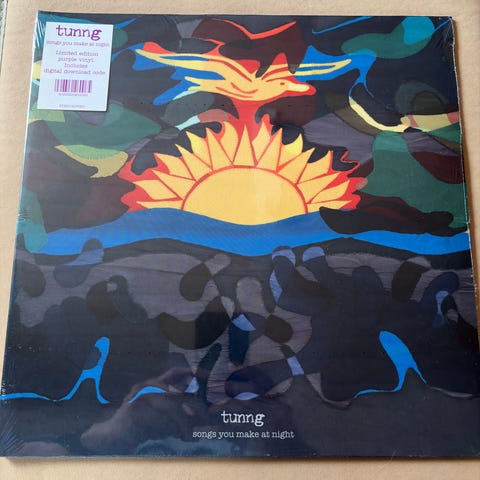 tunng
songs you make at night
Limited edition
purple vinyl.
Includes
digital download code
tunng
songs you make at night